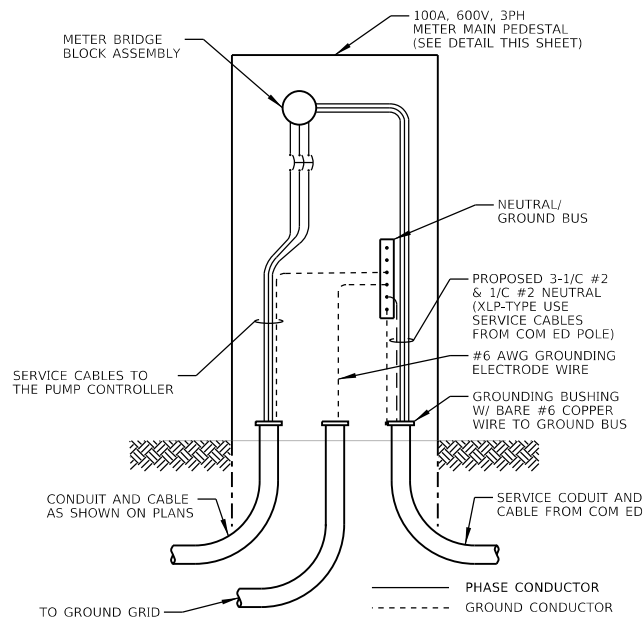 100A, 600V, 3PH
METER MAIN PEDESTAL
(SEE DETAIL THIS SHEET)
METER BRIDGE
BLOCK ASSEMBLY
NEUTRAL/
GROUND BUS
PROPOSED 3-1/C #2
& 1/C #2 NEUTRAL
(XLP-TYPE USE
SERVICE CABLES
FROM COM ED POLE)
#6 AWG GROUNDING
ELECTRODE WIRE
SERVICE CABLES TO
THE PUMP CONTROLLER
GROUNDING BUSHING
W/ BARE #6 COPPER
WIRE TO GROUND BUS
CONDUIT AND CABLE
AS SHOWN ON PLANS
SERVICE CODUIT AND
CABLE FROM COM ED
TO GROUND GRID
PHASE CONDUCTOR
GROUND CONDUCTOR